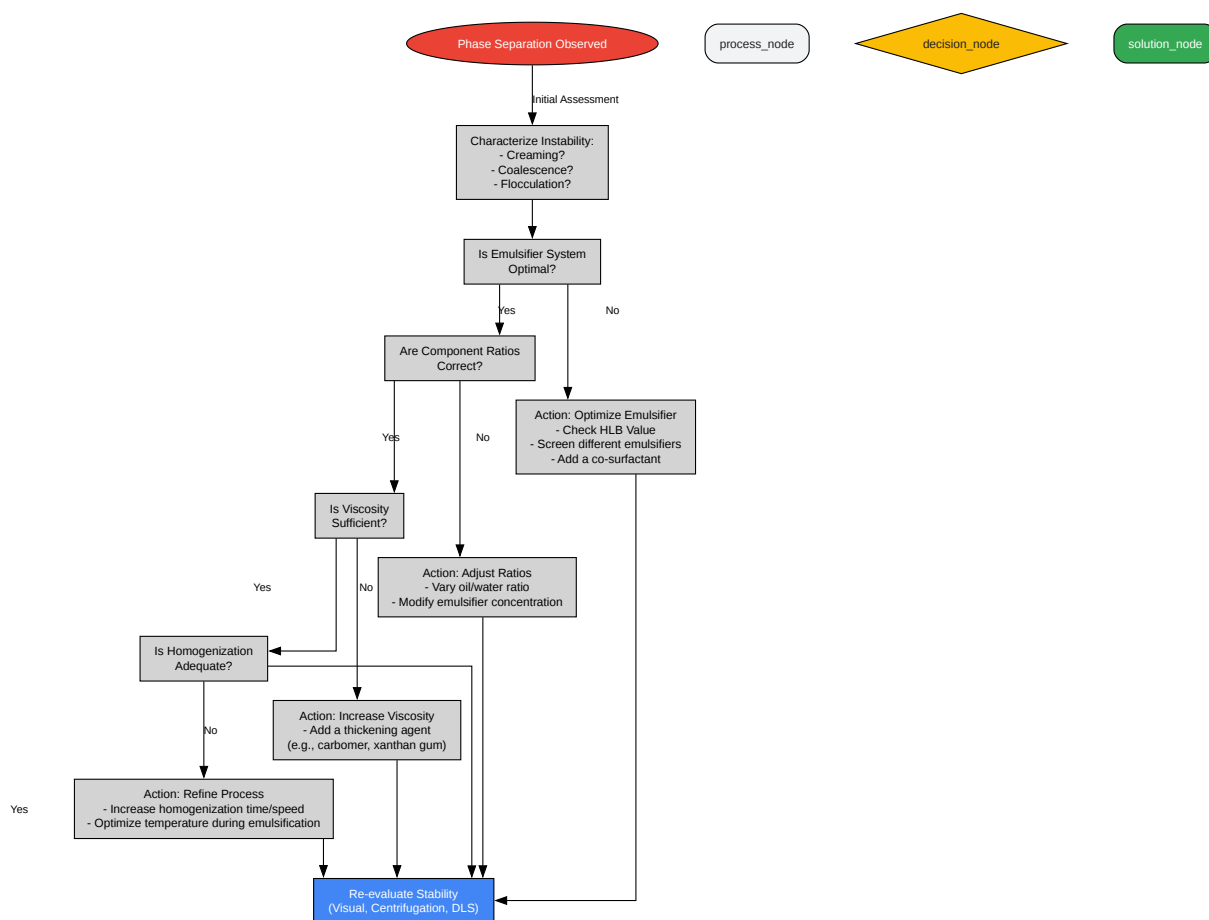 Phase Separation Observed
process_node
decision_node
solution_node
Initial Assessment
Characterize Instability:
- Creaming?
- Coalescence?
- Flocculation?
Is Emulsifier System
Optimal?
Yes
No
Are Component Ratios
Correct?
Action: Optimize Emulsifier
- Check HLB Value
- Screen different emulsifiers
- Add a co-surfactant
Yes
No
Is Viscosity
Sufficient?
Action: Adjust Ratios
- Vary oil/water ratio
- Modify emulsifier concentration
Yes
No
Is Homogenization
Adequate?
Action: Increase Viscosity
- Add a thickening agent
(e.g., carbomer, xanthan gum)
No
Action: Refine Process
- Increase homogenization time/speed
- Optimize temperature during emulsification
Yes
Re-evaluate Stability
(Visual, Centrifugation, DLS)